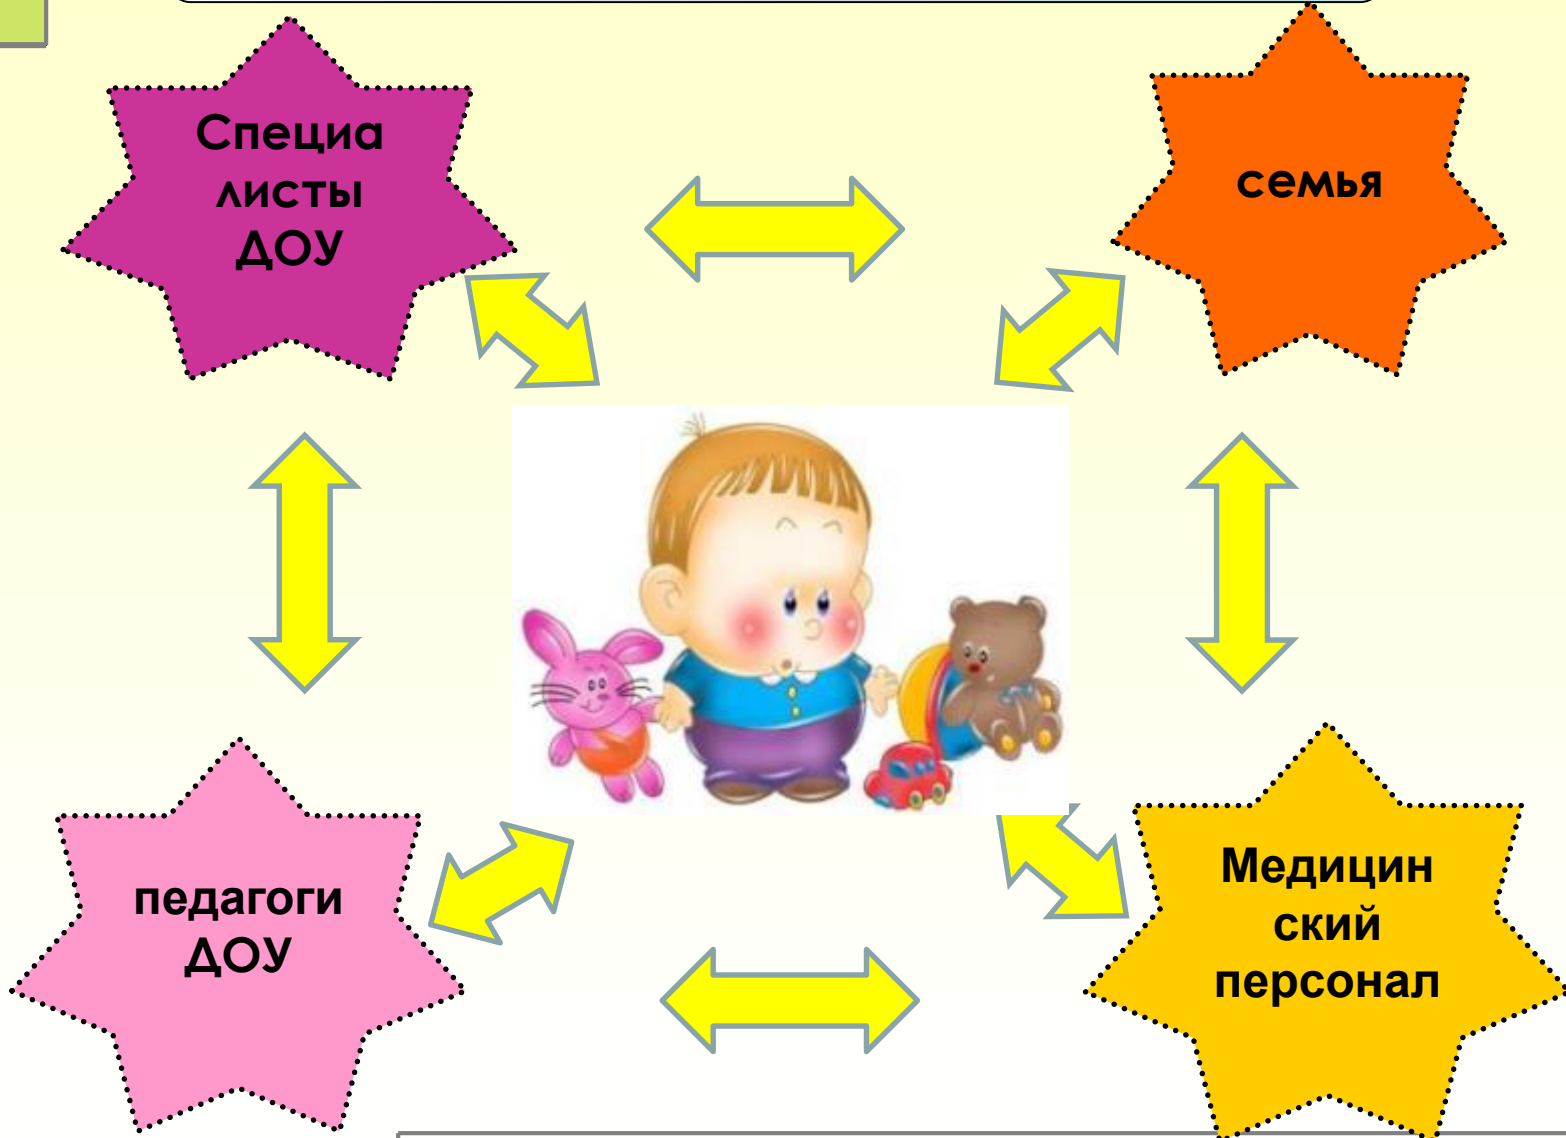 Специа
листы
ДОУ
семья
педагоги
ДОУ
Медицин
ский
персонал